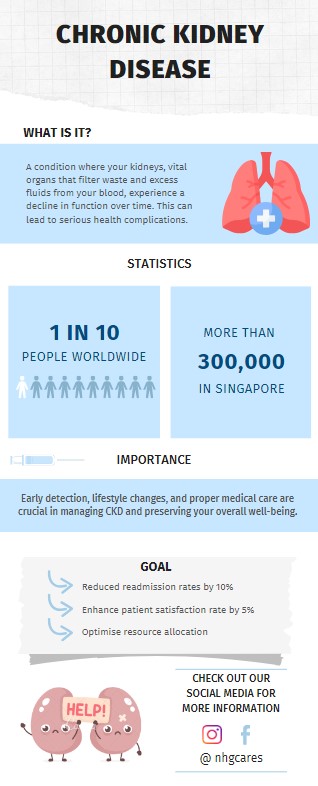 CHRONIC KIDNEY
DISEASE
WHAT IS IT?
A condition where your kidneys, vital
organs that filter waste and excess
fluids from your blood, experience a
decline in function over time. This can
lead to serious health complications.
STATISTICS
1 IN 10
PEOPLE WORLDWIDE
MORE THAN
300,000
IN SINGAPORE
IMPORTANCE
Early detection, lifestyle changes, and proper medical care are
crucial in managing CKD and preserving your overall well-being.
GOAL
Reduced readmission rates by 10%
Enhance patient satisfaction rate by 5%
Optimise resource allocation
HELP!
CHECK OUT OUR
SOCIAL MEDIA FOR
MORE INFORMATION
@ nhgcares